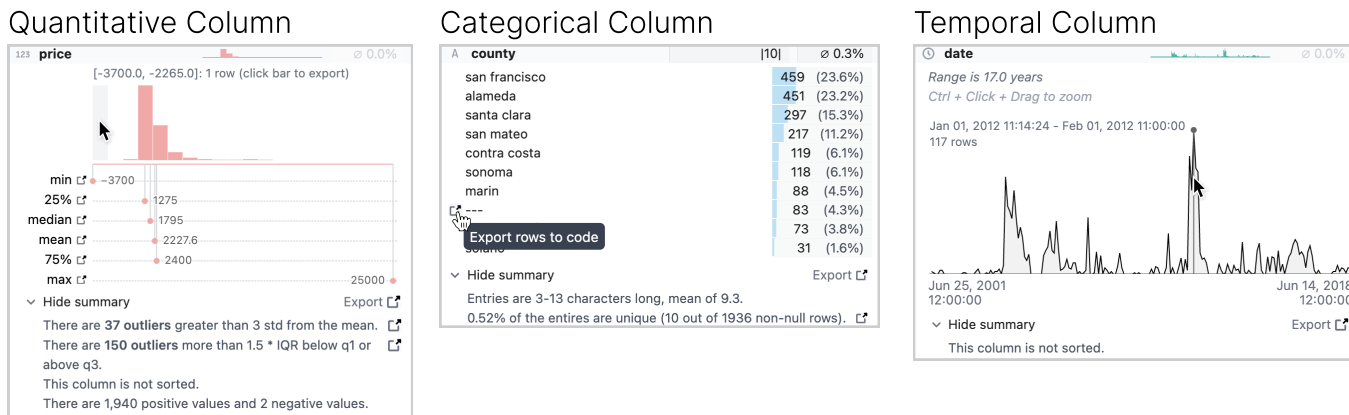 Quantitative Column
123 price ∅ 0.0%
[-3700.0, -2265.0]: 1 row (click bar to export)
min −3700
25% 1275
median 1795
mean 2227.6
75% 2400
max 25000
Hide summary Export
There are 37 outliers greater than 3 std from the mean.
There are 150 outliers more than 1.5 * IQR below q1 or
above q3.
This column is not sorted.
There are 1,940 positive values and 2 negative values.
Categorical Column
A county |10| ∅ 0.3%
san francisco 459 (23.6%)
alameda 451 (23.2%)
santa clara 297 (15.3%)
san mateo 217 (11.2%)
contra costa 119 (6.1%)
sonoma 118 (6.1%)
marin 88 (4.5%)
--- 83 (4.3%)
Export rows to code 73 (3.8%)
31 (1.6%)
Hide summary Export
Entries are 3-13 characters long, mean of 9.3.
0.52% of the entires are unique (10 out of 1936 non-null rows).
Temporal Column
date ∅ 0.0%
Range is 17.0 years
Ctrl + Click + Drag to zoom
Jan 01, 2012 11:14:24 - Feb 01, 2012 11:00:00
117 rows
Jun 25, 2001 Jun 14, 2018
12:00:00 12:00:00
Hide summary Export
This column is not sorted.